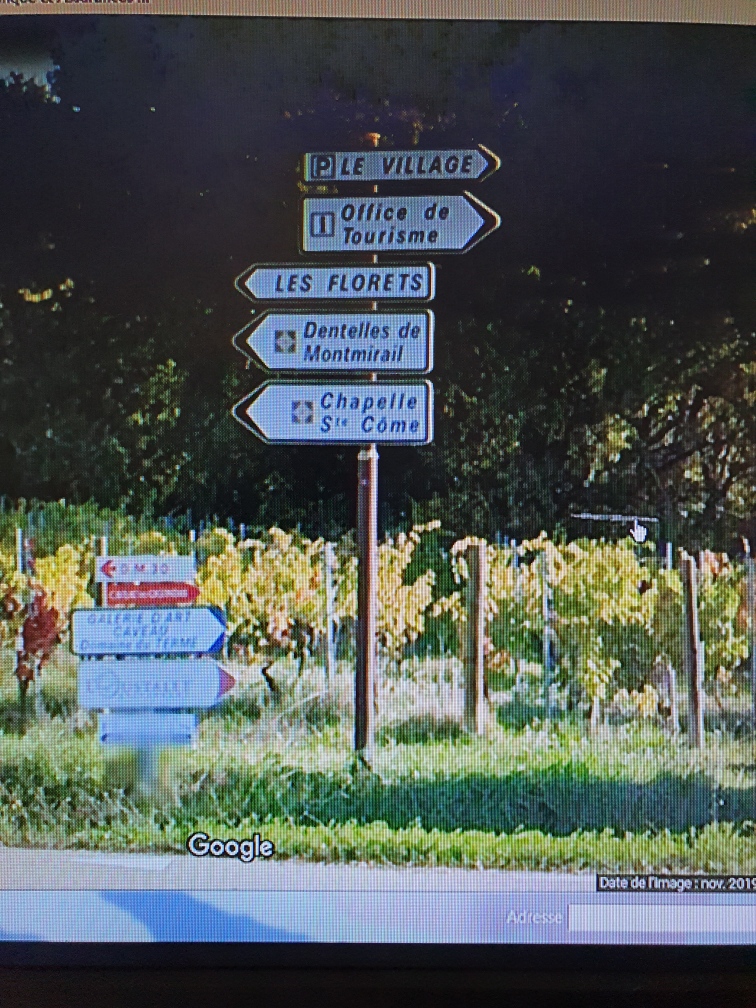 P LE VILLAGE
i Office de
Tourisme
LES FLORETS
Dentelles de
Montmirail
Chapelle
Ste Côme
GALERIE D'ART
CAVEAU
Google
Date de l'image : nov. 2019
Adresse